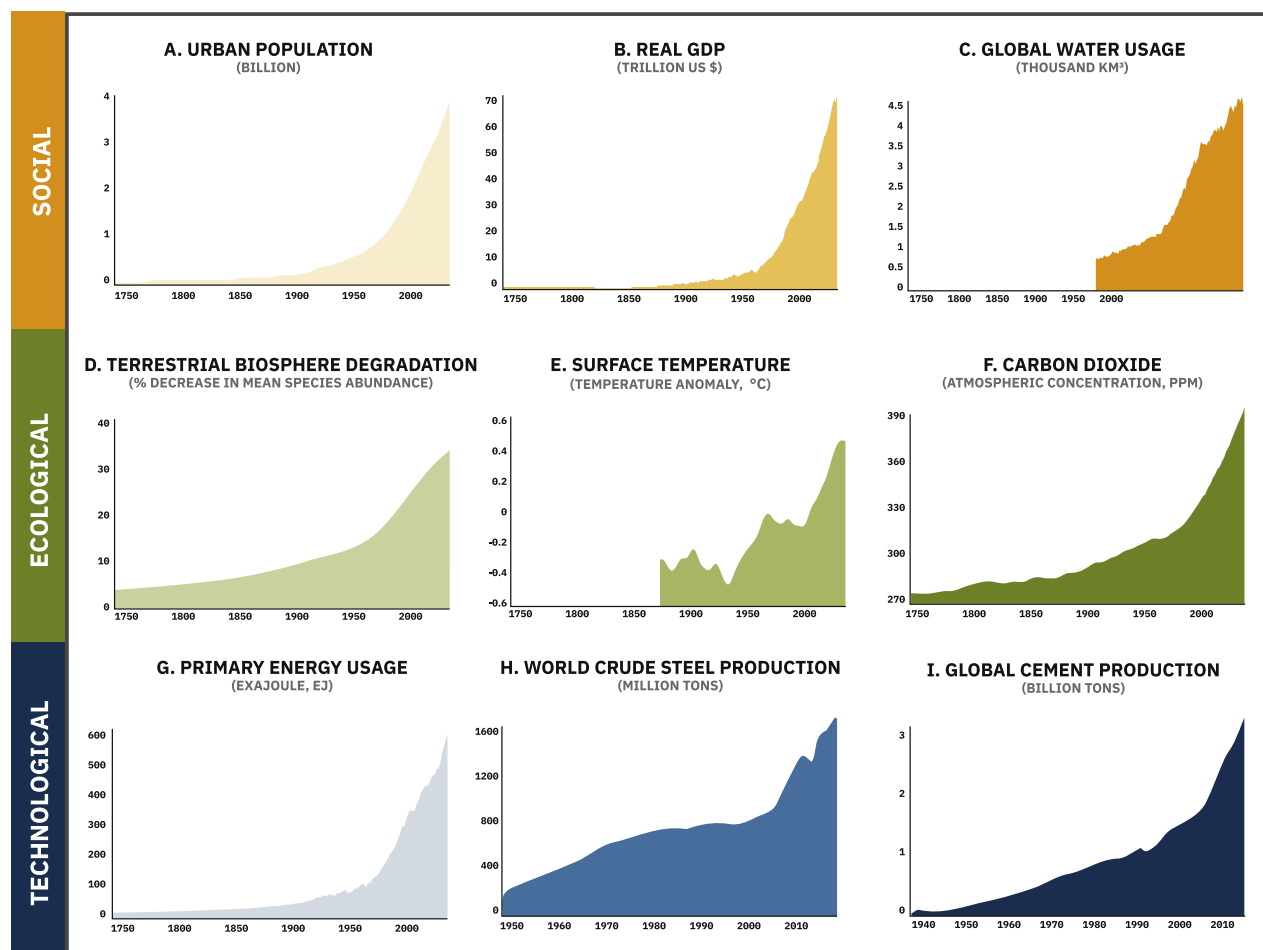 SOCIAL
A. URBAN POPULATION
(BILLION)
4
3
2
1
0
1750 1800 1850 1900 1950 2000
B. REAL GDP
(TRILLION US $)
70
60
50
40
30
20
10
0
1750 1800 1850 1900 1950 2000
C. GLOBAL WATER USAGE
(THOUSAND KM³)
4.5
4
3.5
3
2.5
2
1.5
1
0.5
0
1750 1800 1850 1900 1950 2000
ECOLOGICAL
D. TERRESTRIAL BIOSPHERE DEGRADATION
(% DECREASE IN MEAN SPECIES ABUNDANCE)
40
30
20
10
0
1750 1800 1850 1900 1950 2000
E. SURFACE TEMPERATURE
(TEMPERATURE ANOMALY, °C)
0.6
0.4
0.2
0
-0.2
-0.4
-0.6
1750 1800 1850 1900 1950 2000
F. CARBON DIOXIDE
(ATMOSPHERIC CONCENTRATION, PPM)
390
360
330
300
270
1750 1800 1850 1900 1950 2000
TECHNOLOGICAL
G. PRIMARY ENERGY USAGE
(EXAJOULE, EJ)
600
500
400
300
200
100
0
1750 1800 1850 1900 1950 2000
H. WORLD CRUDE STEEL PRODUCTION
(MILLION TONS)
1600
1200
800
400
0
1950 1960 1970 1980 1990 2000 2010
I. GLOBAL CEMENT PRODUCTION
(BILLION TONS)
3
2
1
0
1940 1950 1960 1970 1980 1990 2000 2010